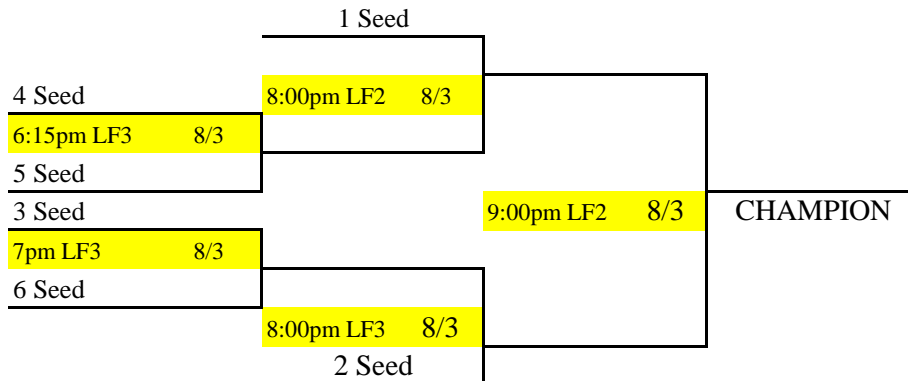 1 Seed
4 Seed
8:00pm LF2 8/3
6:15pm LF3 8/3
5 Seed
3 Seed
9:00pm LF2 8/3
CHAMPION
7pm LF3 8/3
6 Seed
8:00pm LF3 8/3
2 Seed